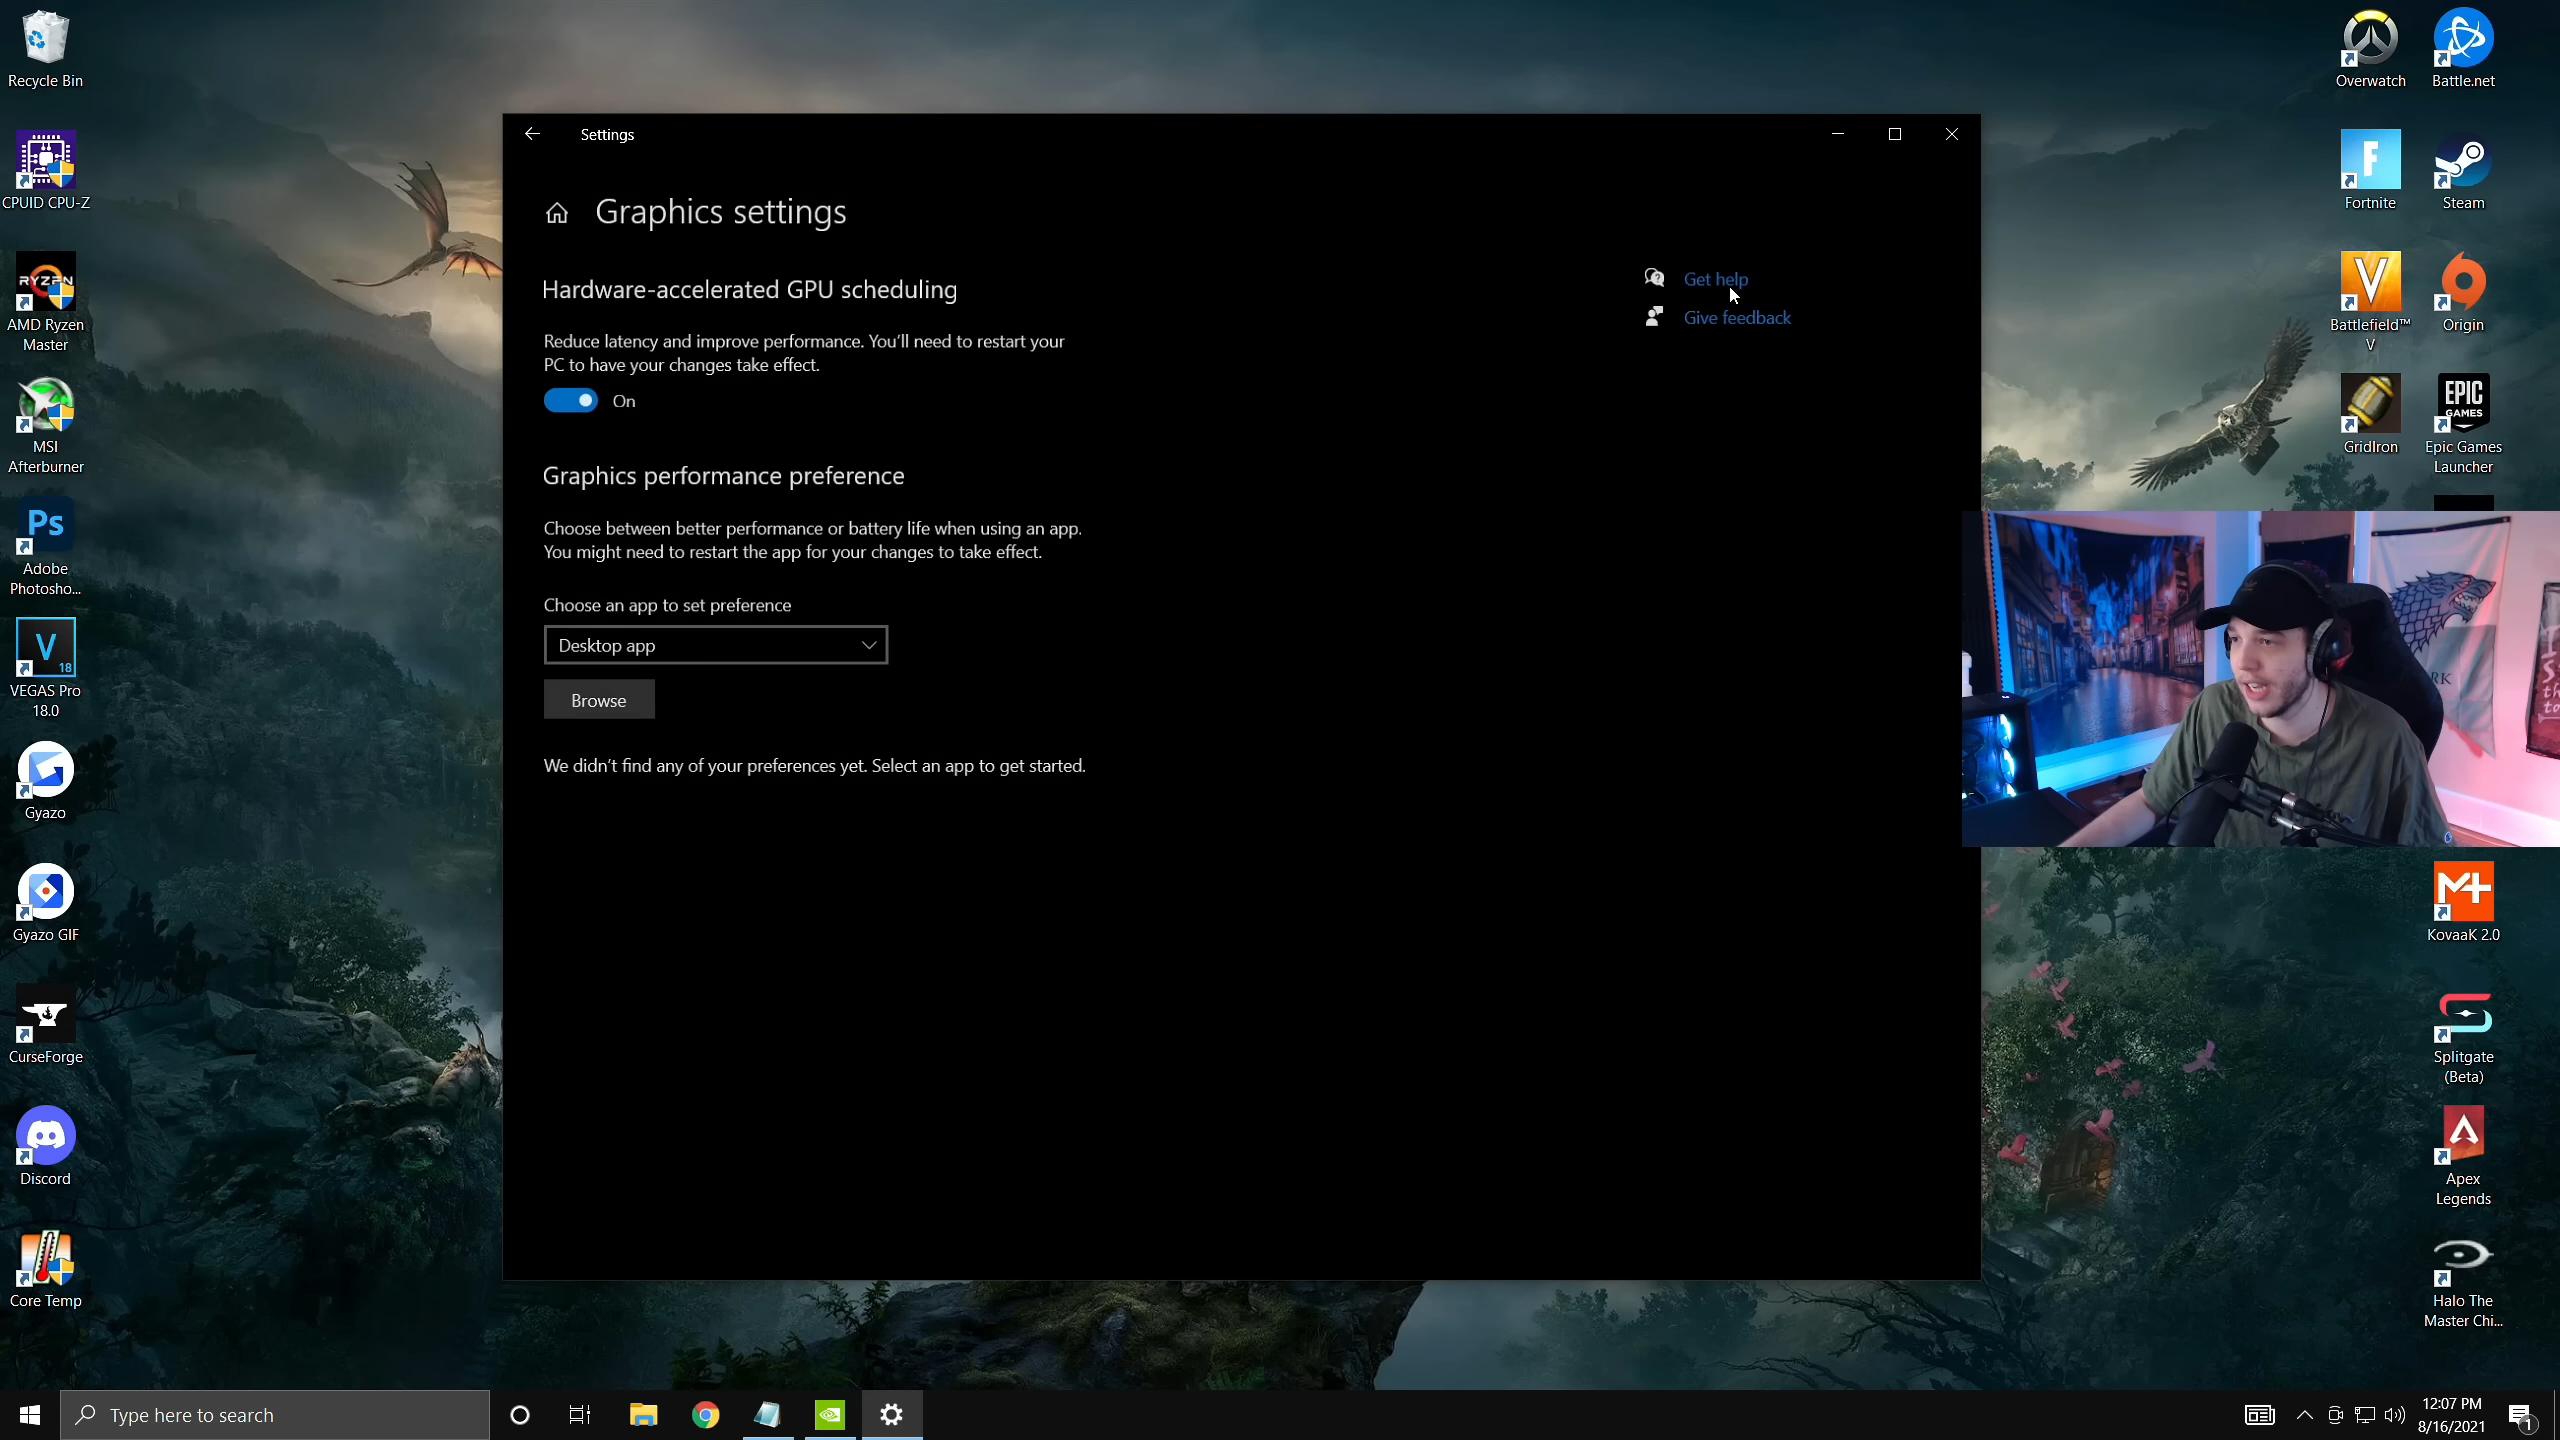 Recycle Bin
CPUID CPU-Z
RYZEN
AMD Ryzen
Master
MSI
Afterburner
Ps
Adobe
Photosho...
V
18
VEGAS Pro
18.0
Gyazo
Gyazo GIF
CurseForge
Discord
Core Temp
Settings
Graphics settings
Hardware-accelerated GPU scheduling
Reduce latency and improve performance. You'll need to restart your
PC to have your changes take effect.
On
Graphics performance preference
Choose between better performance or battery life when using an app.
You might need to restart the app for your changes to take effect.
Choose an app to set preference
Desktop app
Browse
We didn't find any of your preferences yet. Select an app to get started.
Get help
Give feedback
Overwatch
Battle.net
F
Fortnite
Steam
V
Battlefield™
V
Origin
GridIron
EPIC
GAMES
Epic Games
Launcher
KovaaK 2.0
Splitgate
(Beta)
Apex
Legends
Halo The
Master Chi...
Type here to search
12:07 PM
8/16/2021
1